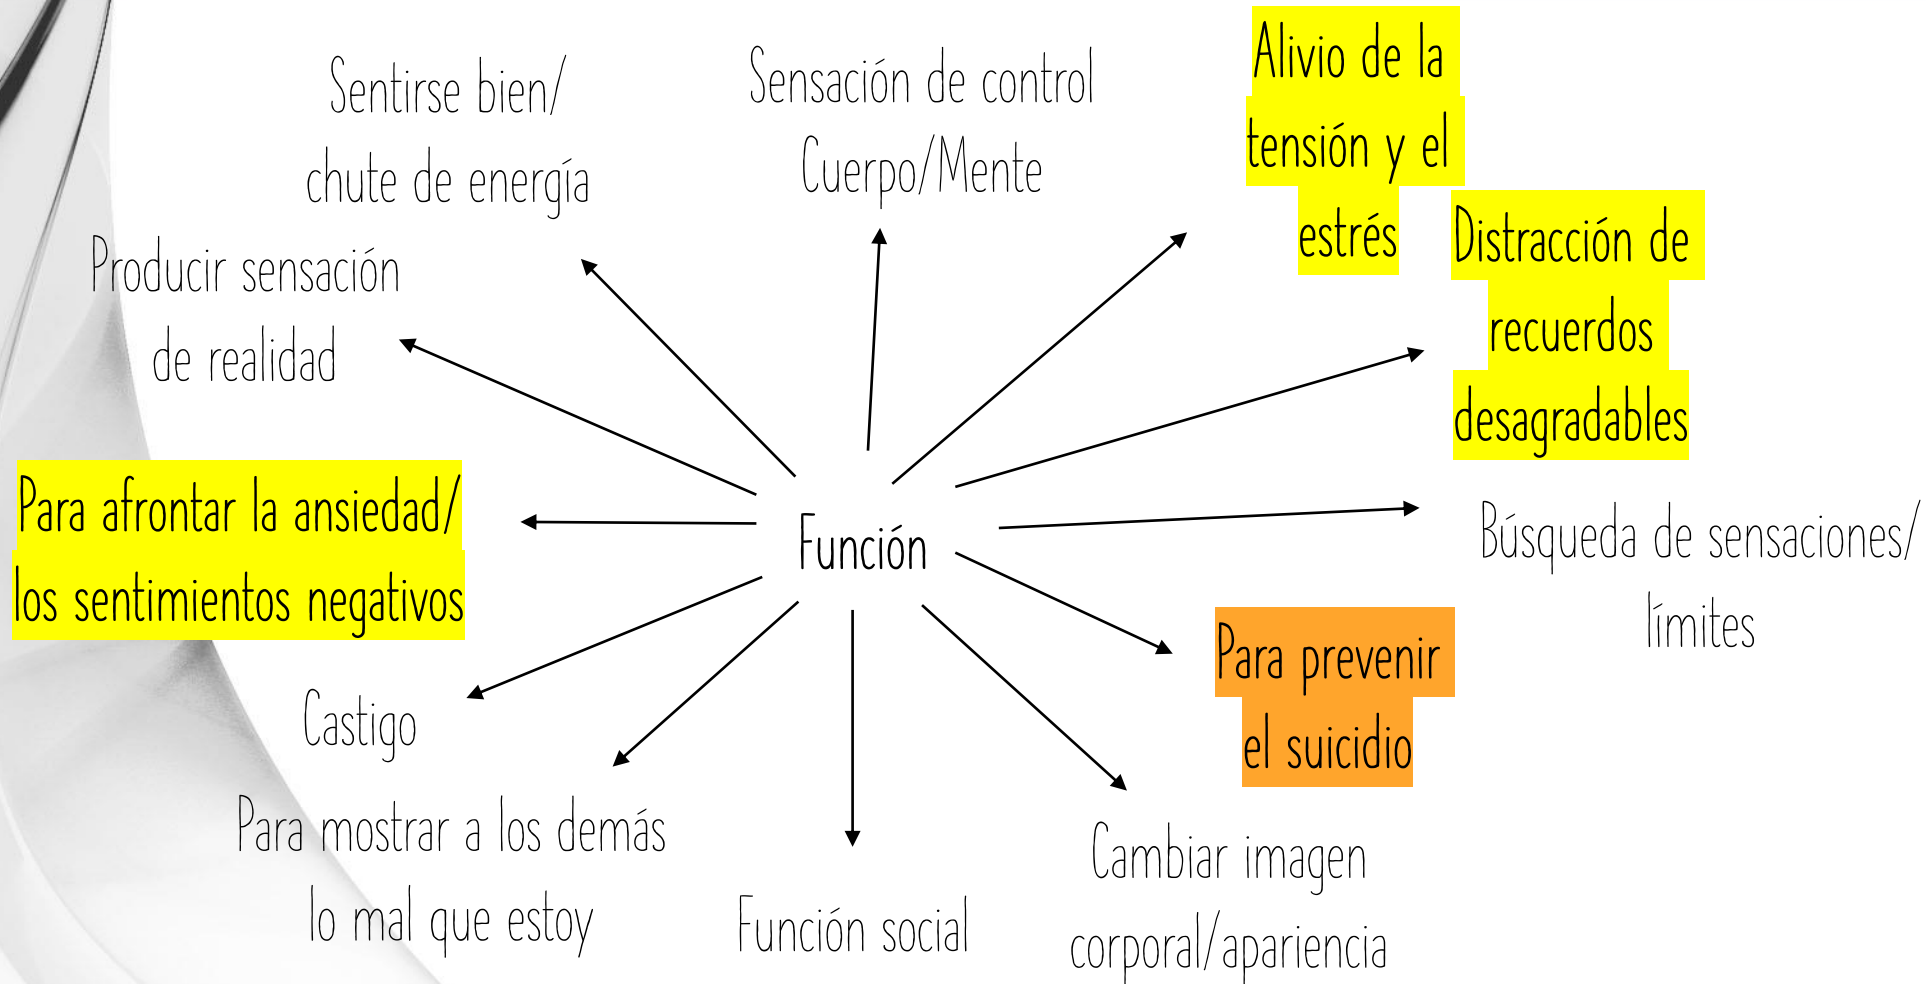 Sentirse bien/
chute de energía
Sensación de control
Cuerpo/Mente
Alivio de la
tensión y el
estrés
Distracción de
recuerdos
desagradables
Producir sensación
de realidad
Para afrontar la ansiedad/
los sentimientos negativos
Función
Búsqueda de sensaciones/
límites
Para prevenir
el suicidio
Castigo
Para mostrar a los demás
lo mal que estoy
Función social
Cambiar imagen
corporal/apariencia